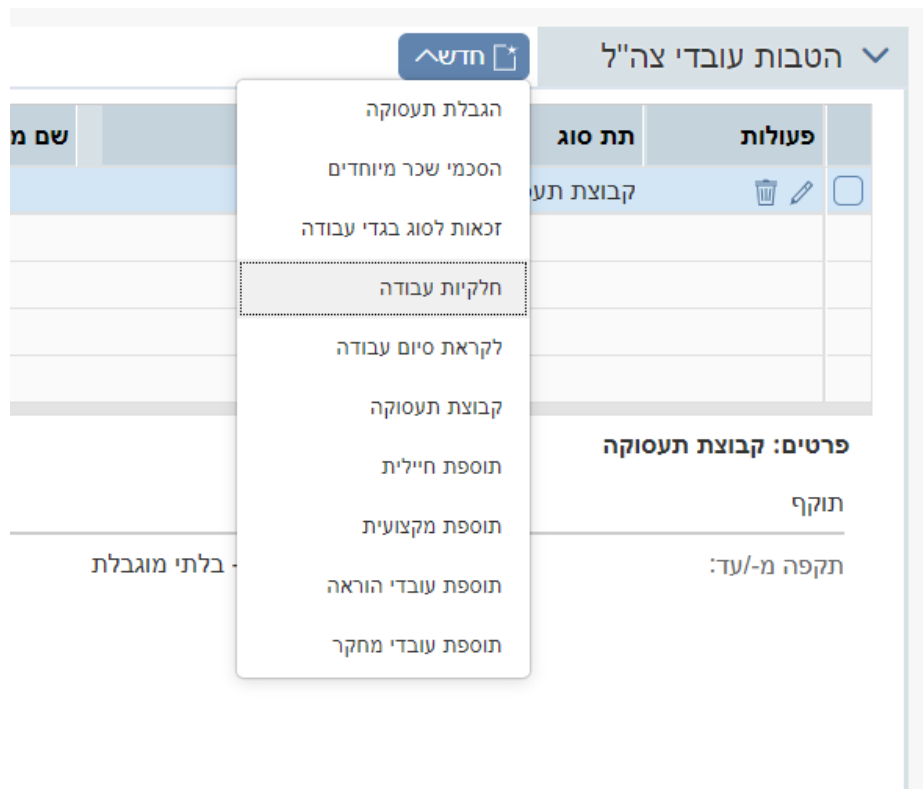 הטבות עובדי צה"ל
חדש
פעולות תת סוג
קבוצת
הגבלת תעסוקה
הסכמי שכר מיוחדים
זכאות לסוג בגדי עבודה
חלקיות עבודה
לקראת סיום עבודה
קבוצת תעסוקה
תוספת חיילית
תוספת מקצועית
תוספת עובדי הוראה
תוספת עובדי מחקר
שם
פרטים: קבוצת תעסוקה
תוקף
תקפה מ-/עד: - בלתי מוגבלת